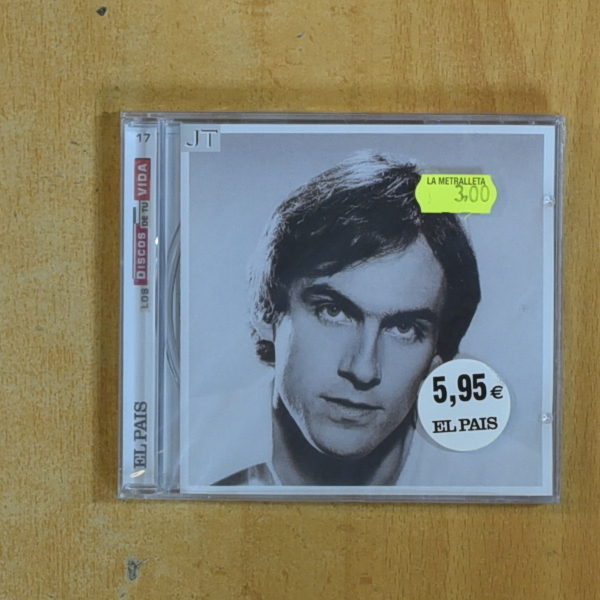 17
JT
LOS DISCOS DE TU VIDA
EL PAIS
LA METRALLETA
3,00
5,95 €
EL PAIS